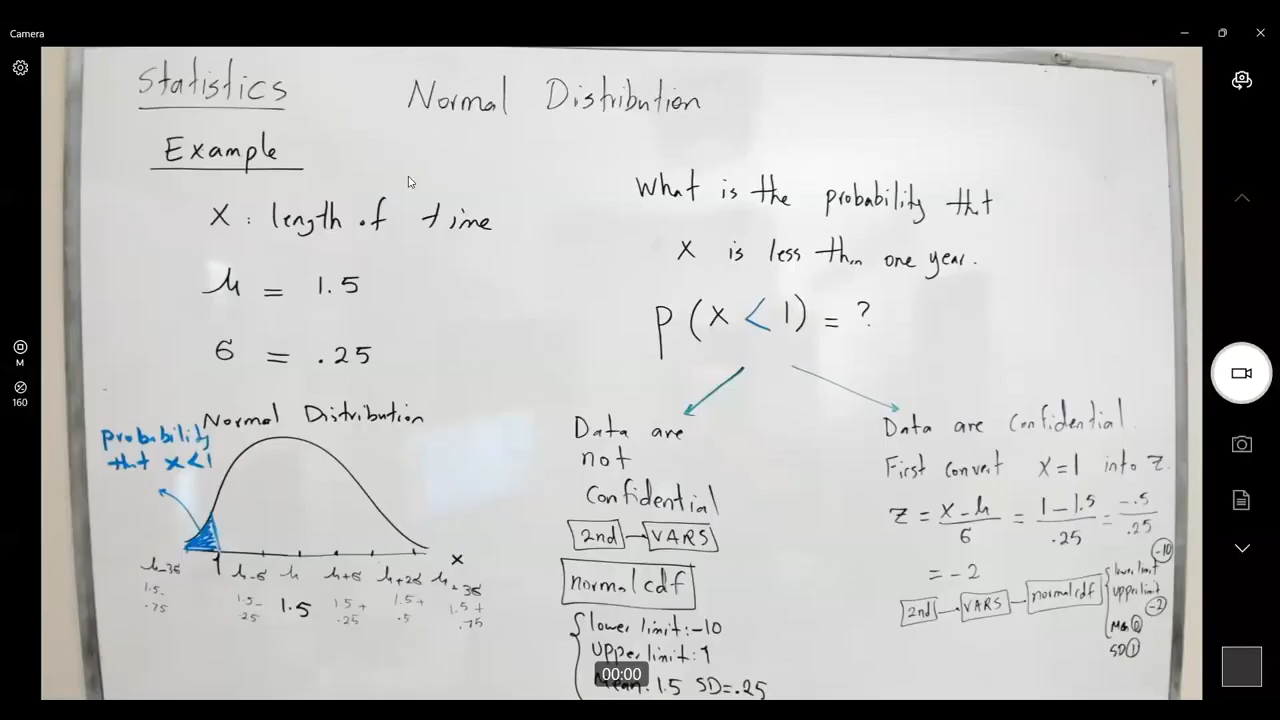 Camera
Statistics
Normal Distribution
Example
X : length of time
μ = 1.5
σ = .25
What is the probability that
X is less than one year.
P(X < 1) = ?
Normal Distribution
probability
that x<1
μ-3σ 1 μ-σ μ μ+σ μ+2σ μ+3σ X
1.5- 1.5- 1.5 1.5+ 1.5+ 1.5+
.75 .25 .25 .5 .75
Data are
not
Confidential
2nd → VARS
normalcdf
lower limit:-10
Upper limit: 1
Mean: 1.5 SD=.25
Data are Confidential.
First convert X=1 into Z.
Z = X-μ/σ = 1-1.5/.25 = -.5/.25
= -2
2nd → VARS → normalcdf
lower limit -10
upper limit -2
SD 1
00:00
M
160